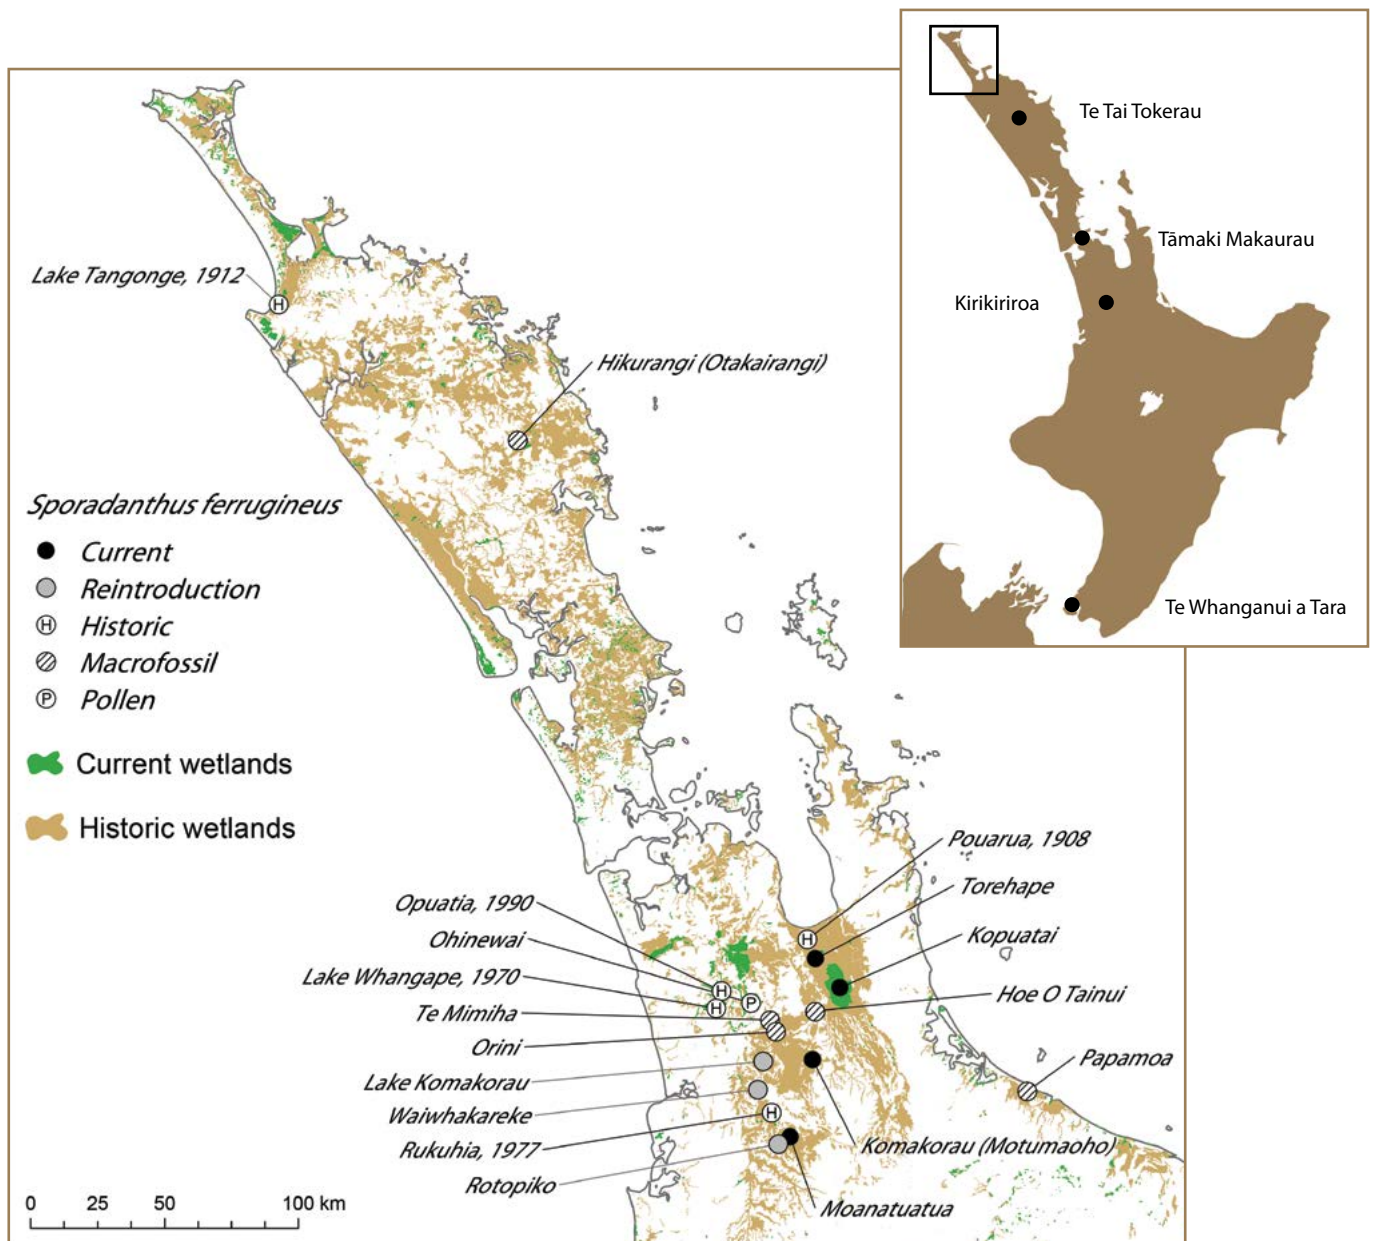 Te Tai Tokerau
Tāmaki Makaurau
Kirikiriroa
Te Whanganui a Tara
Lake Tangonge, 1912
H
Hikurangi (Otakairangi)
Sporadanthus ferrugineus
Current
Reintroduction
H Historic
Macrofossil
P Pollen
Current wetlands
Historic wetlands
Pouarua, 1908
Torehape
Opuatia, 1990
Kopuatai
Ohinewai
H
Lake Whangape, 1970
Hoe O Tainui
H
P
H
Te Mimiha
Orini
Papamoa
Lake Komakorau
Waiwhakareke
H
Rukuhia, 1977
Komakorau (Motumaoho)
Rotopiko
Moanatuatua
0 25 50 100 km